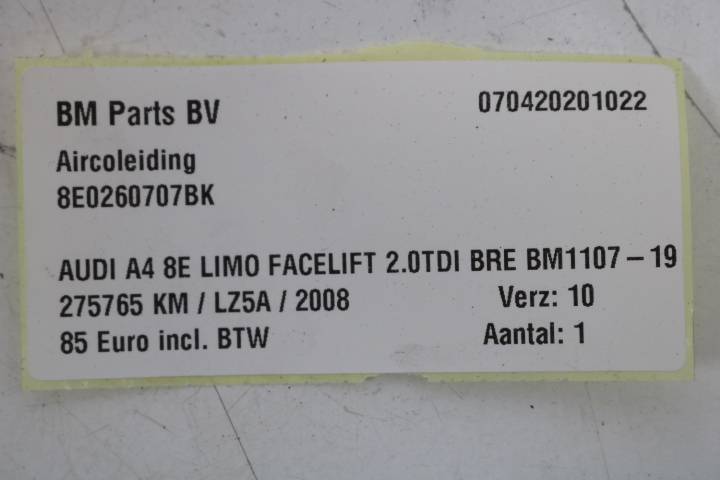 BM Parts BV 070420201022
Aircoleiding
8E0260707BK
AUDI A4 8E LIMO FACELIFT 2.0TDI BRE BM1107 – 19
275765 KM / LZ5A / 2008 Verz: 10
85 Euro incl. BTW Aantal: 1